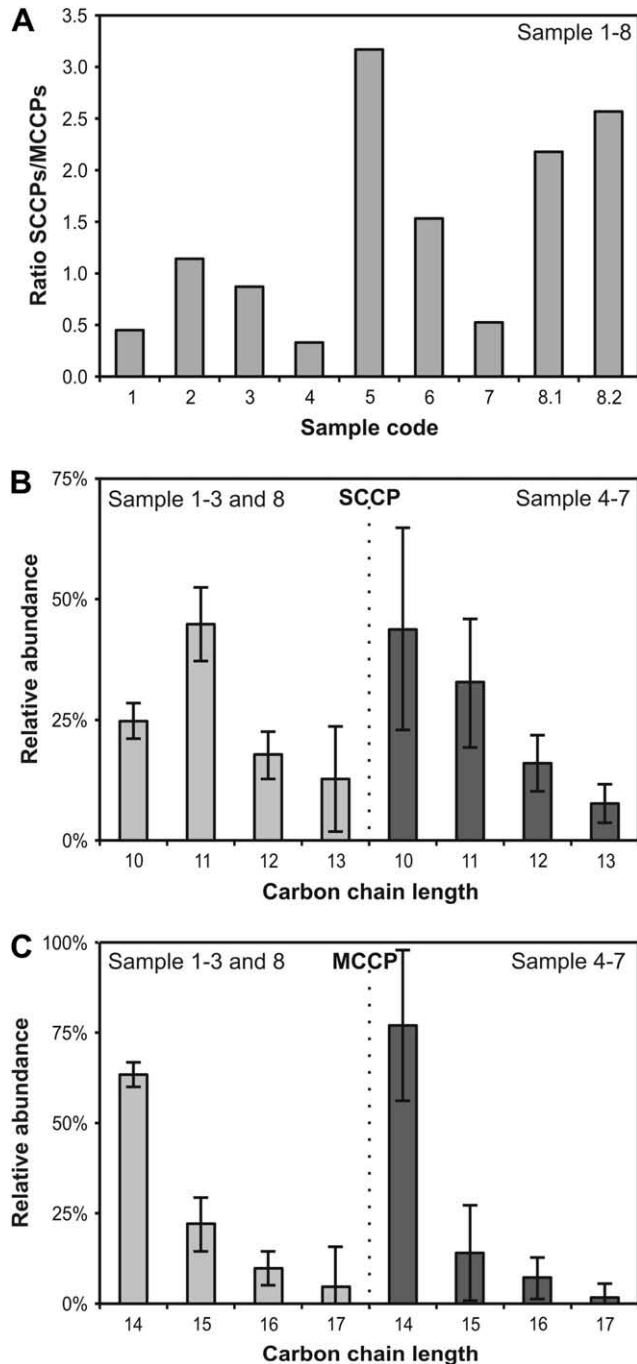 A
Sample 1-8
Ratio SCCPs/MCCPs
3.5
3.0
2.5
2.0
1.5
1.0
0.5
0.0
1 2 3 4 5 6 7 8.1 8.2
Sample code
B
Sample 1-3 and 8 SCCP Sample 4-7
Relative abundance
75%
50%
25%
0%
10 11 12 13 10 11 12 13
Carbon chain length
C
Sample 1-3 and 8 MCCP Sample 4-7
Relative abundance
100%
75%
50%
25%
0%
14 15 16 17 14 15 16 17
Carbon chain length